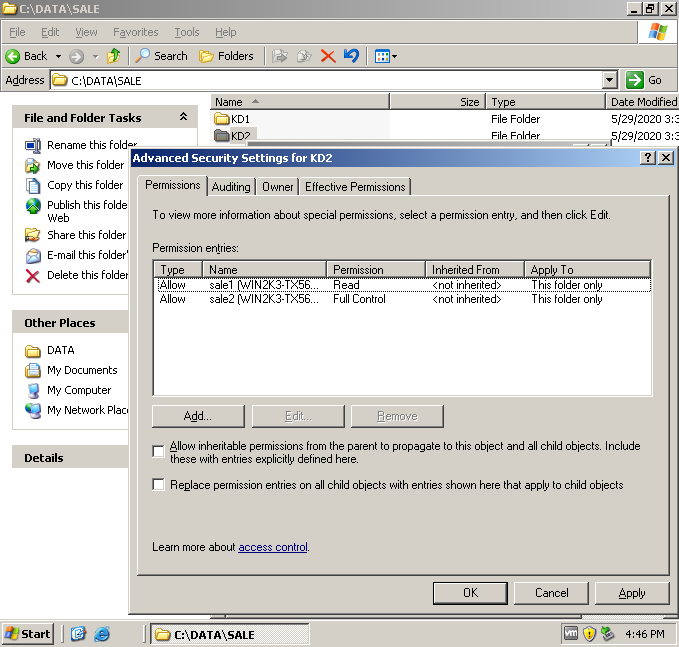 C:\DATA\SALE
File Edit View Favorites Tools Help
Back Search Folders
Address C:\DATA\SALE Go
File and Folder Tasks
Rename this folder
Move this folder
Copy this folder
Publish this folde
Web
Share this folder
E-mail this folder'
Delete this folder
Other Places
DATA
My Documents
My Computer
My Network Plac
Details
Name Size Type Date Modified
KD1 File Folder 5/29/2020 3:3
KD2 File Folder 5/29/2020 3:3
Advanced Security Settings for KD2
Permissions Auditing Owner Effective Permissions
To view more information about special permissions, select a permission entry, and then click Edit.
Permission entries:
Type Name Permission Inherited From Apply To
Allow sale1 (WIN2K3-TX56... Read <not inherited> This folder only
Allow sale2 (WIN2K3-TX56... Full Control <not inherited> This folder only
Add... Edit... Remove
Allow inheritable permissions from the parent to propagate to this object and all child objects. Include
these with entries explicitly defined here.
Replace permission entries on all child objects with entries shown here that apply to child objects
Learn more about access control.
OK Cancel Apply
Start C:\DATA\SALE vm 4:46 PM